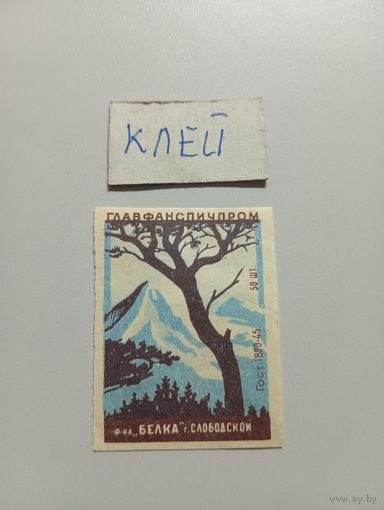 КЛЕЙ
ГЛАВФАНСПИЧПРОМ
50 ШТ.
ГОСТ 1820-45
Ф-КА „БЕЛКА" Г. СЛОБОДСКОЙ
www.ay.by